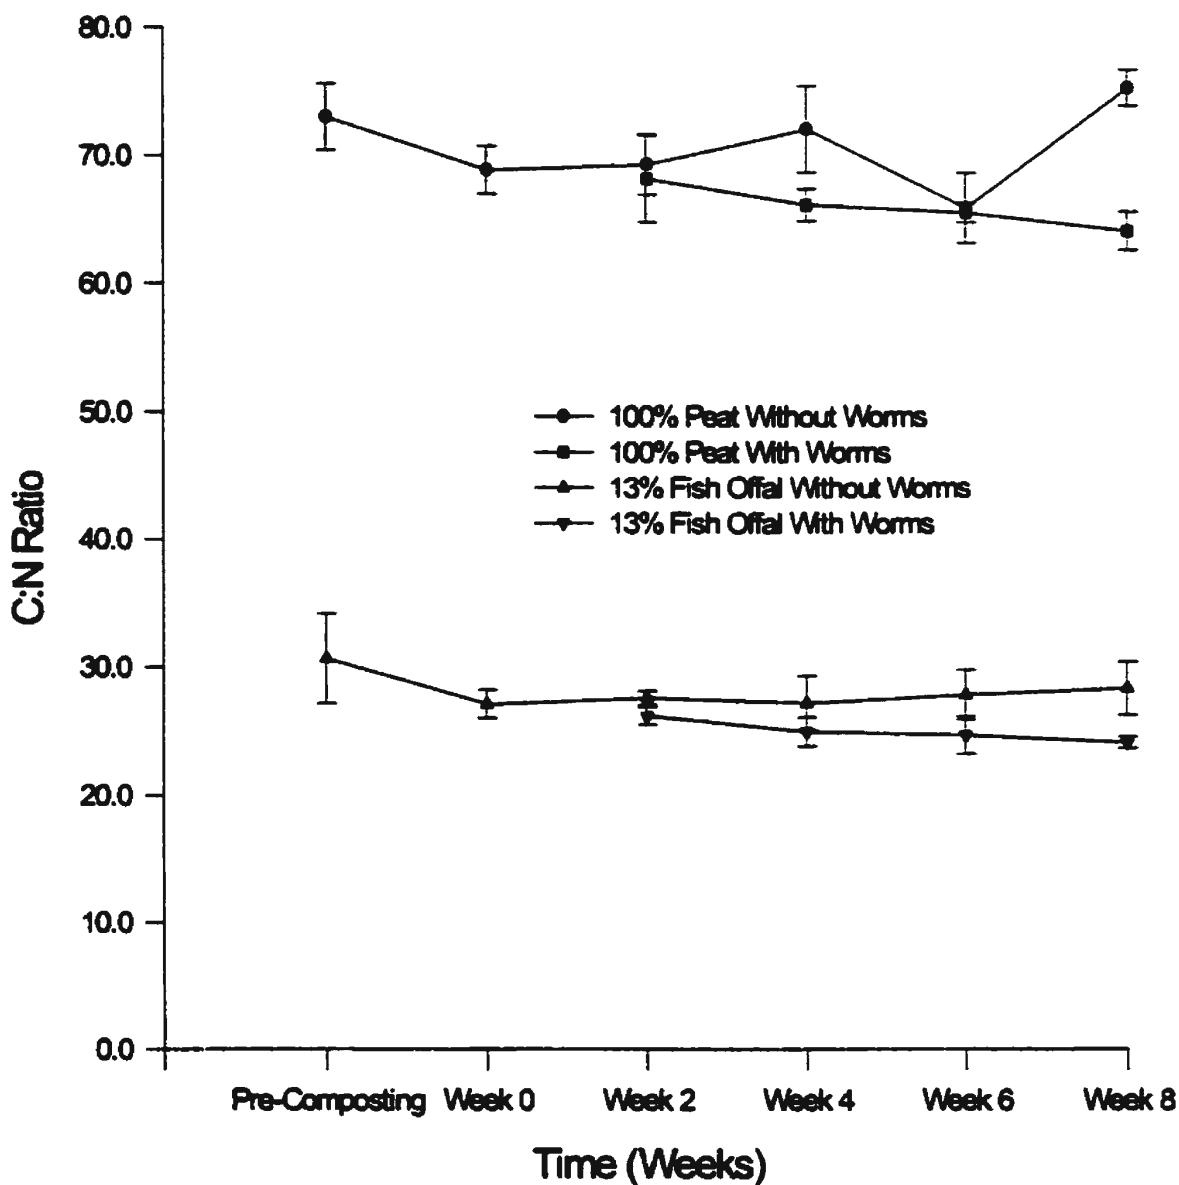 80.0
70.0
60.0
50.0
40.0
30.0
20.0
10.0
0.0
C:N Ratio
100% Peat Without Worms
100% Peat With Worms
13% Fish Offal Without Worms
13% Fish Offal With Worms
Pre-Composting Week 0 Week 2 Week 4 Week 6 Week 8
Time (Weeks)